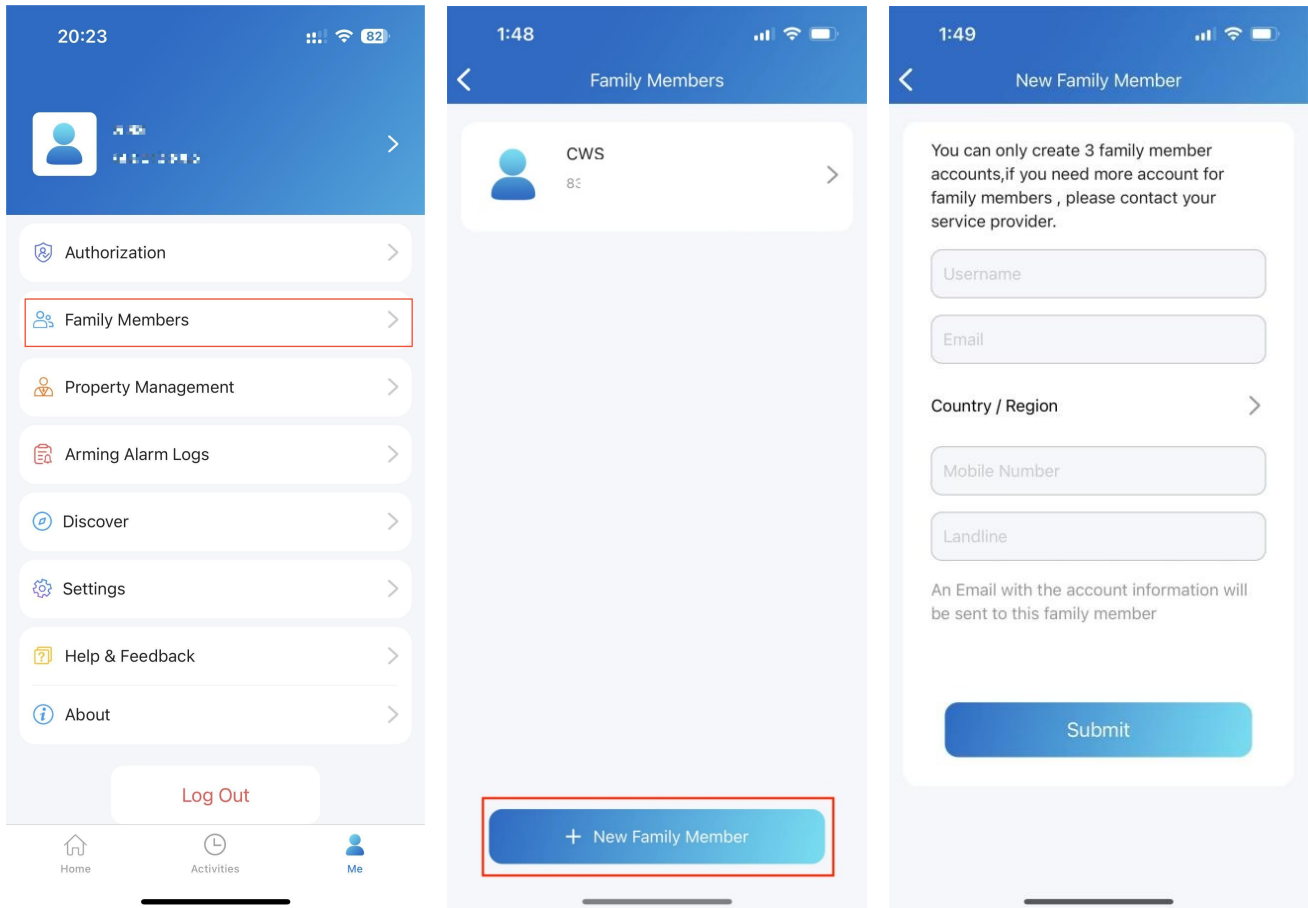 20:23
82
Authorization
Family Members
Property Management
Arming Alarm Logs
Discover
Settings
Help & Feedback
About
Log Out
Home
Activities
Me
1:48
Family Members
CWS
83
+ New Family Member
1:49
New Family Member
You can only create 3 family member
accounts,if you need more account for
family members , please contact your
service provider.
Username
Email
Country / Region
Mobile Number
Landline
An Email with the account information will
be sent to this family member
Submit